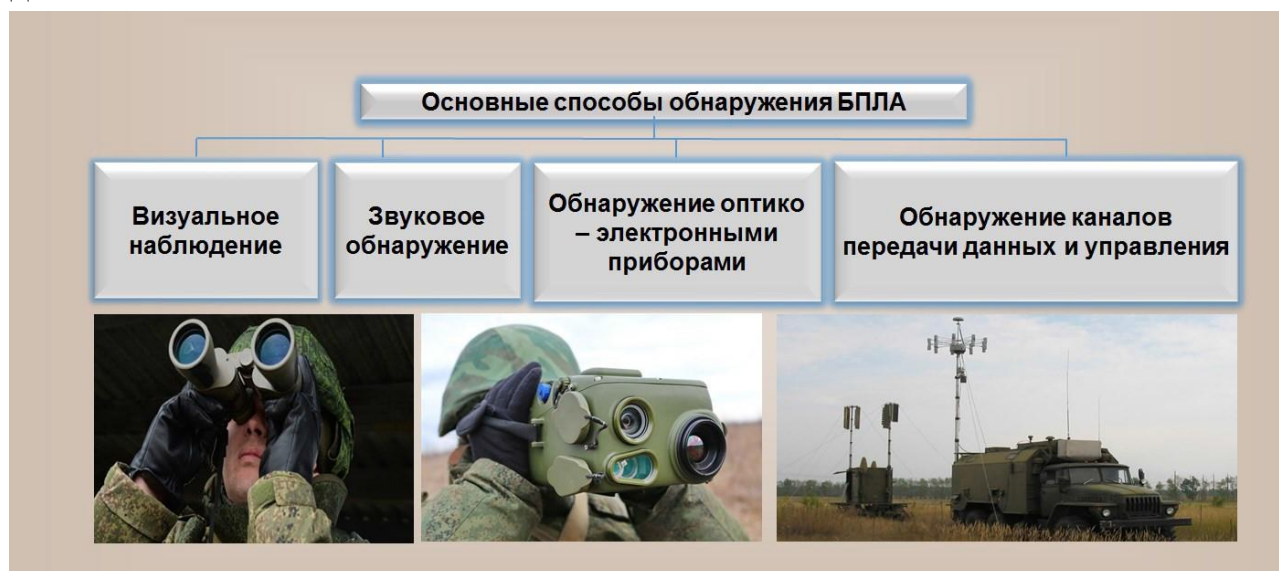 Основные способы обнаружения БПЛА
Визуальное
наблюдение
Звуковое
обнаружение
Обнаружение оптико
– электронными
приборами
Обнаружение каналов
передачи данных и управления